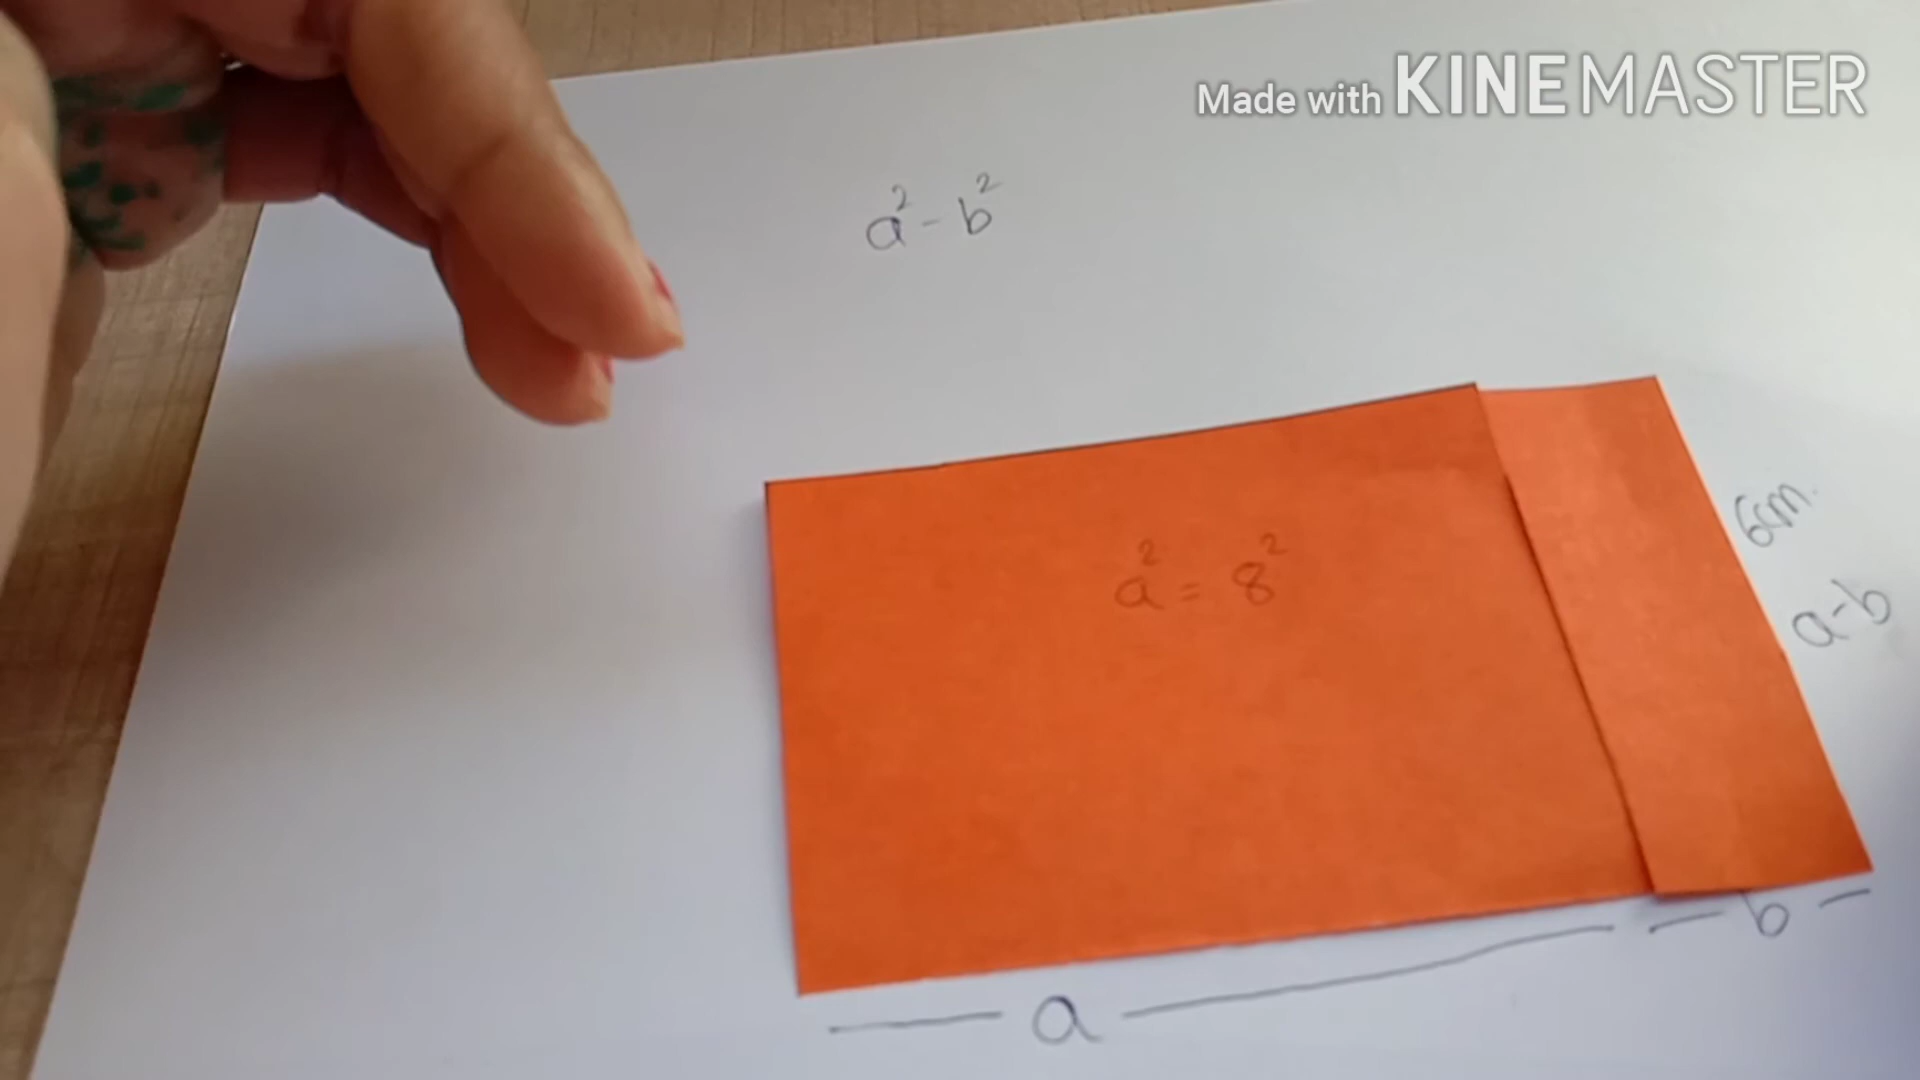 Made with KINEMASTER
a² - b²
a² = 8²
6cm.
a-b
b
a